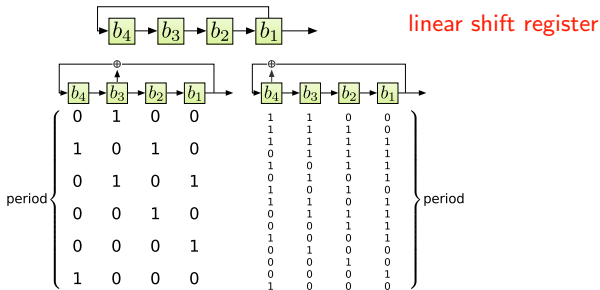 linear shift register
b4 b3 b2 b1
⊕ ⊕
b4 b3 b2 b1
0 1 0 0
1 0 1 0
0 1 0 1
0 0 1 0
0 0 0 1
1 0 0 0
period
b4 b3 b2 b1
1 1 0 0
1 1 1 0
1 1 1 1
0 1 1 1
1 0 1 1
0 1 0 1
1 0 1 0
1 1 0 1
0 1 1 0
0 0 1 1
1 0 0 1
0 1 0 0
0 0 1 0
0 0 0 1
1 0 0 0
period